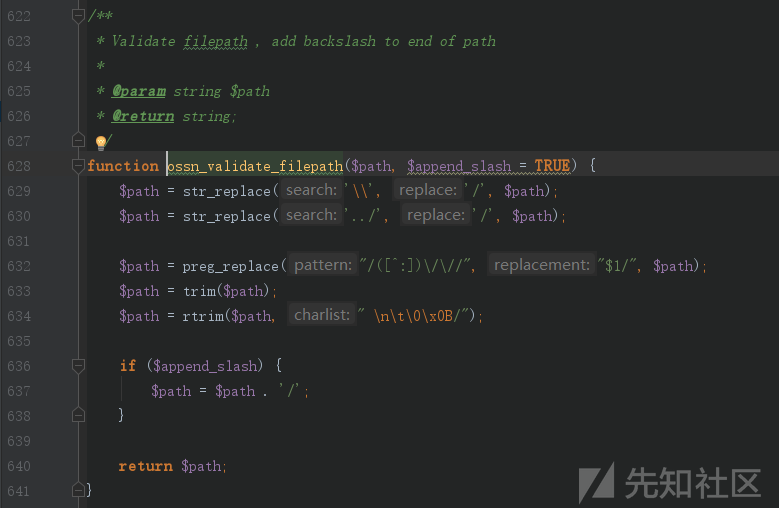 622 /**
623 * Validate filepath , add backslash to end of path
624 *
625 * @param string $path
626 * @return string;
627 /
628 function ossn_validate_filepath($path, $append_slash = TRUE) {
629 $path = str_replace( search: '\\', replace: '/', $path);
630 $path = str_replace( search: '../', replace: '/', $path);
631
632 $path = preg_replace( pattern: "/([^:])\/\//", replacement: "$1/", $path);
633 $path = trim($path);
634 $path = rtrim($path, charlist: " \n\t\0\x0B/");
635
636 if ($append_slash) {
637 $path = $path . '/';
638 }
639
640 return $path;
641 }
先知社区